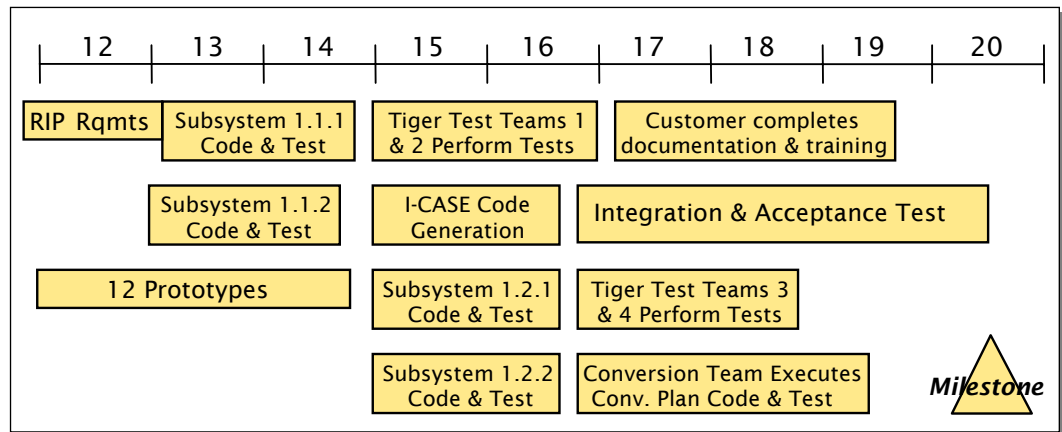 12 13 14 15 16 17 18 19 20
RIP Rqmts
Subsystem 1.1.1
Code & Test
Tiger Test Teams 1
& 2 Perform Tests
Customer completes
documentation & training
Subsystem 1.1.2
Code & Test
I-CASE Code
Generation
Integration & Acceptance Test
12 Prototypes
Subsystem 1.2.1
Code & Test
Tiger Test Teams 3
& 4 Perform Tests
Subsystem 1.2.2
Code & Test
Conversion Team Executes
Conv. Plan Code & Test
Milestone